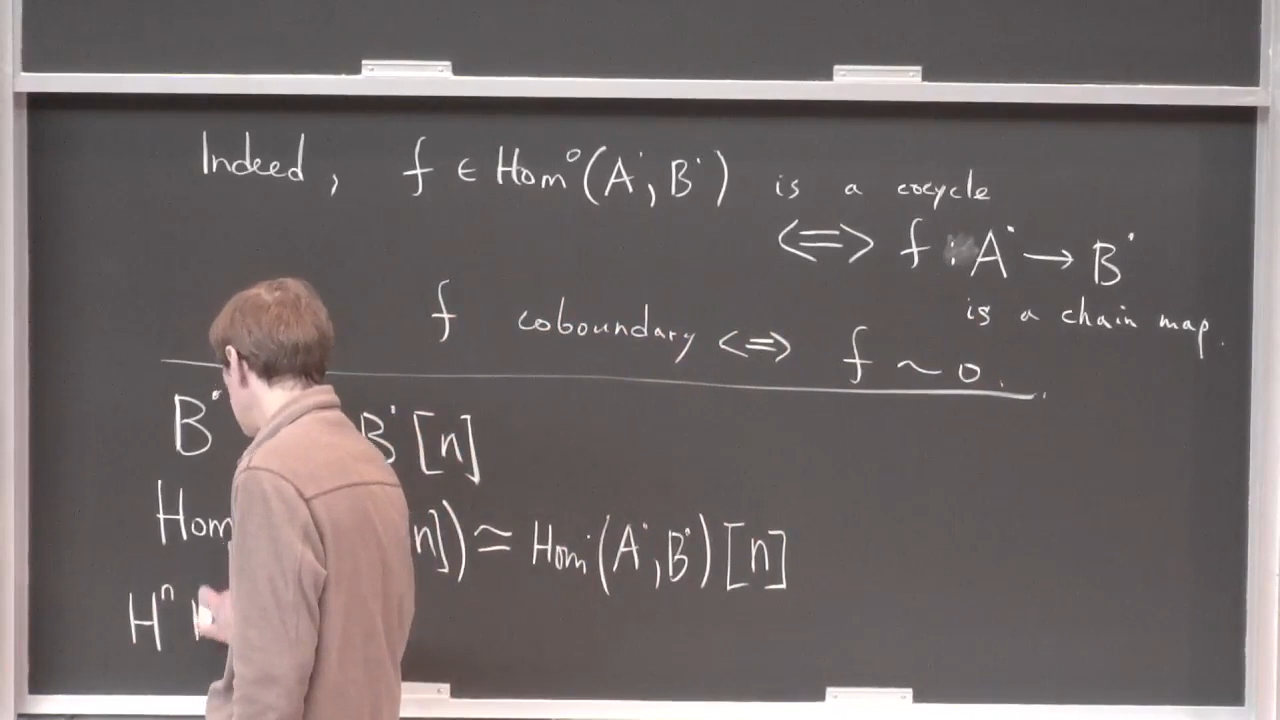 Indeed, f ∈ Hom⁰(A˙, B˙) is a cocycle
<=> f : A˙ → B˙
is a chain map.
f coboundary <=> f ~ 0.
B˙ B˙[n]
Hom n]) ≃ Hom˙(A˙, B˙)[n]
Hⁿ